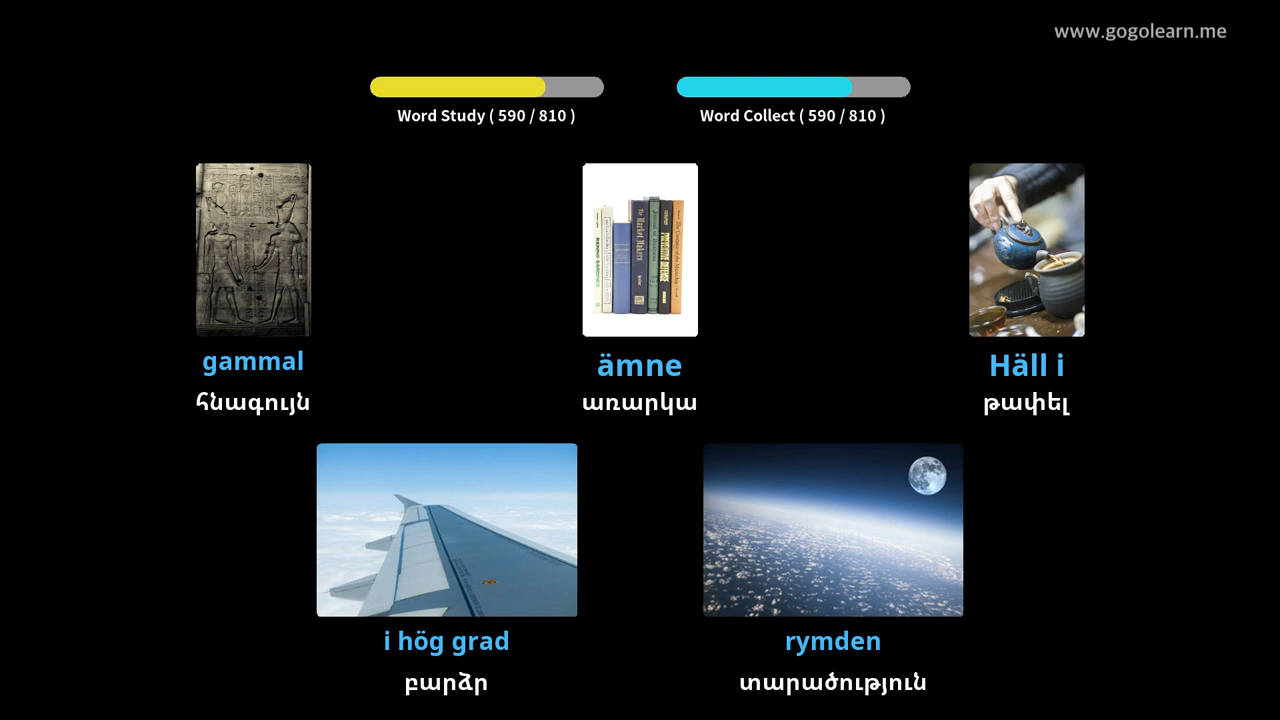 www.gogolearn.me
Word Study ( 590 / 810 )
Word Collect ( 590 / 810 )
gammal
ämne
Häll i
հնագույն
առարկա
թափել
i hög grad
rymden
բարձր
տարածություն